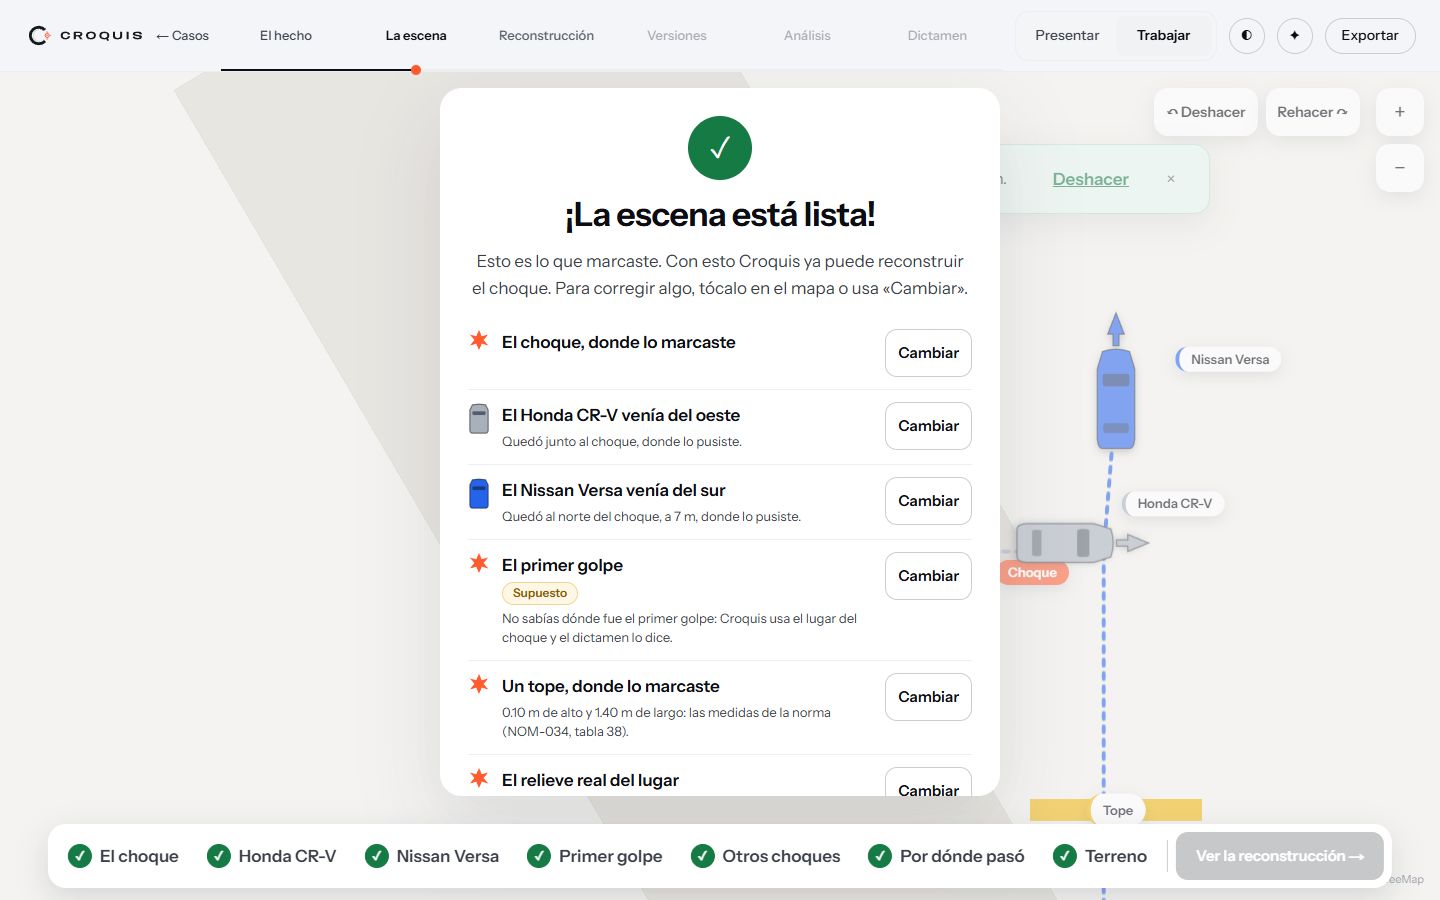 CROQUIS
← Casos
El hecho
La escena
Reconstrucción
Versiones
Análisis
Dictamen
Presentar
Trabajar
Exportar
Deshacer
Rehacer
+
−
Deshacer
×
¡La escena está lista!
Esto es lo que marcaste. Con esto Croquis ya puede reconstruir
el choque. Para corregir algo, tócalo en el mapa o usa «Cambiar».
El choque, donde lo marcaste
Cambiar
El Honda CR-V venía del oeste
Quedó junto al choque, donde lo pusiste.
Cambiar
El Nissan Versa venía del sur
Quedó al norte del choque, a 7 m, donde lo pusiste.
Cambiar
El primer golpe
Supuesto
No sabías dónde fue el primer golpe: Croquis usa el lugar del
choque y el dictamen lo dice.
Cambiar
Un tope, donde lo marcaste
0.10 m de alto y 1.40 m de largo: las medidas de la norma
(NOM-034, tabla 38).
Cambiar
El relieve real del lugar
Cambiar
Nissan Versa
Honda CR-V
Choque
Tope
El choque
Honda CR-V
Nissan Versa
Primer golpe
Otros choques
Por dónde pasó
Terreno
Ver la reconstrucción →
eeMap